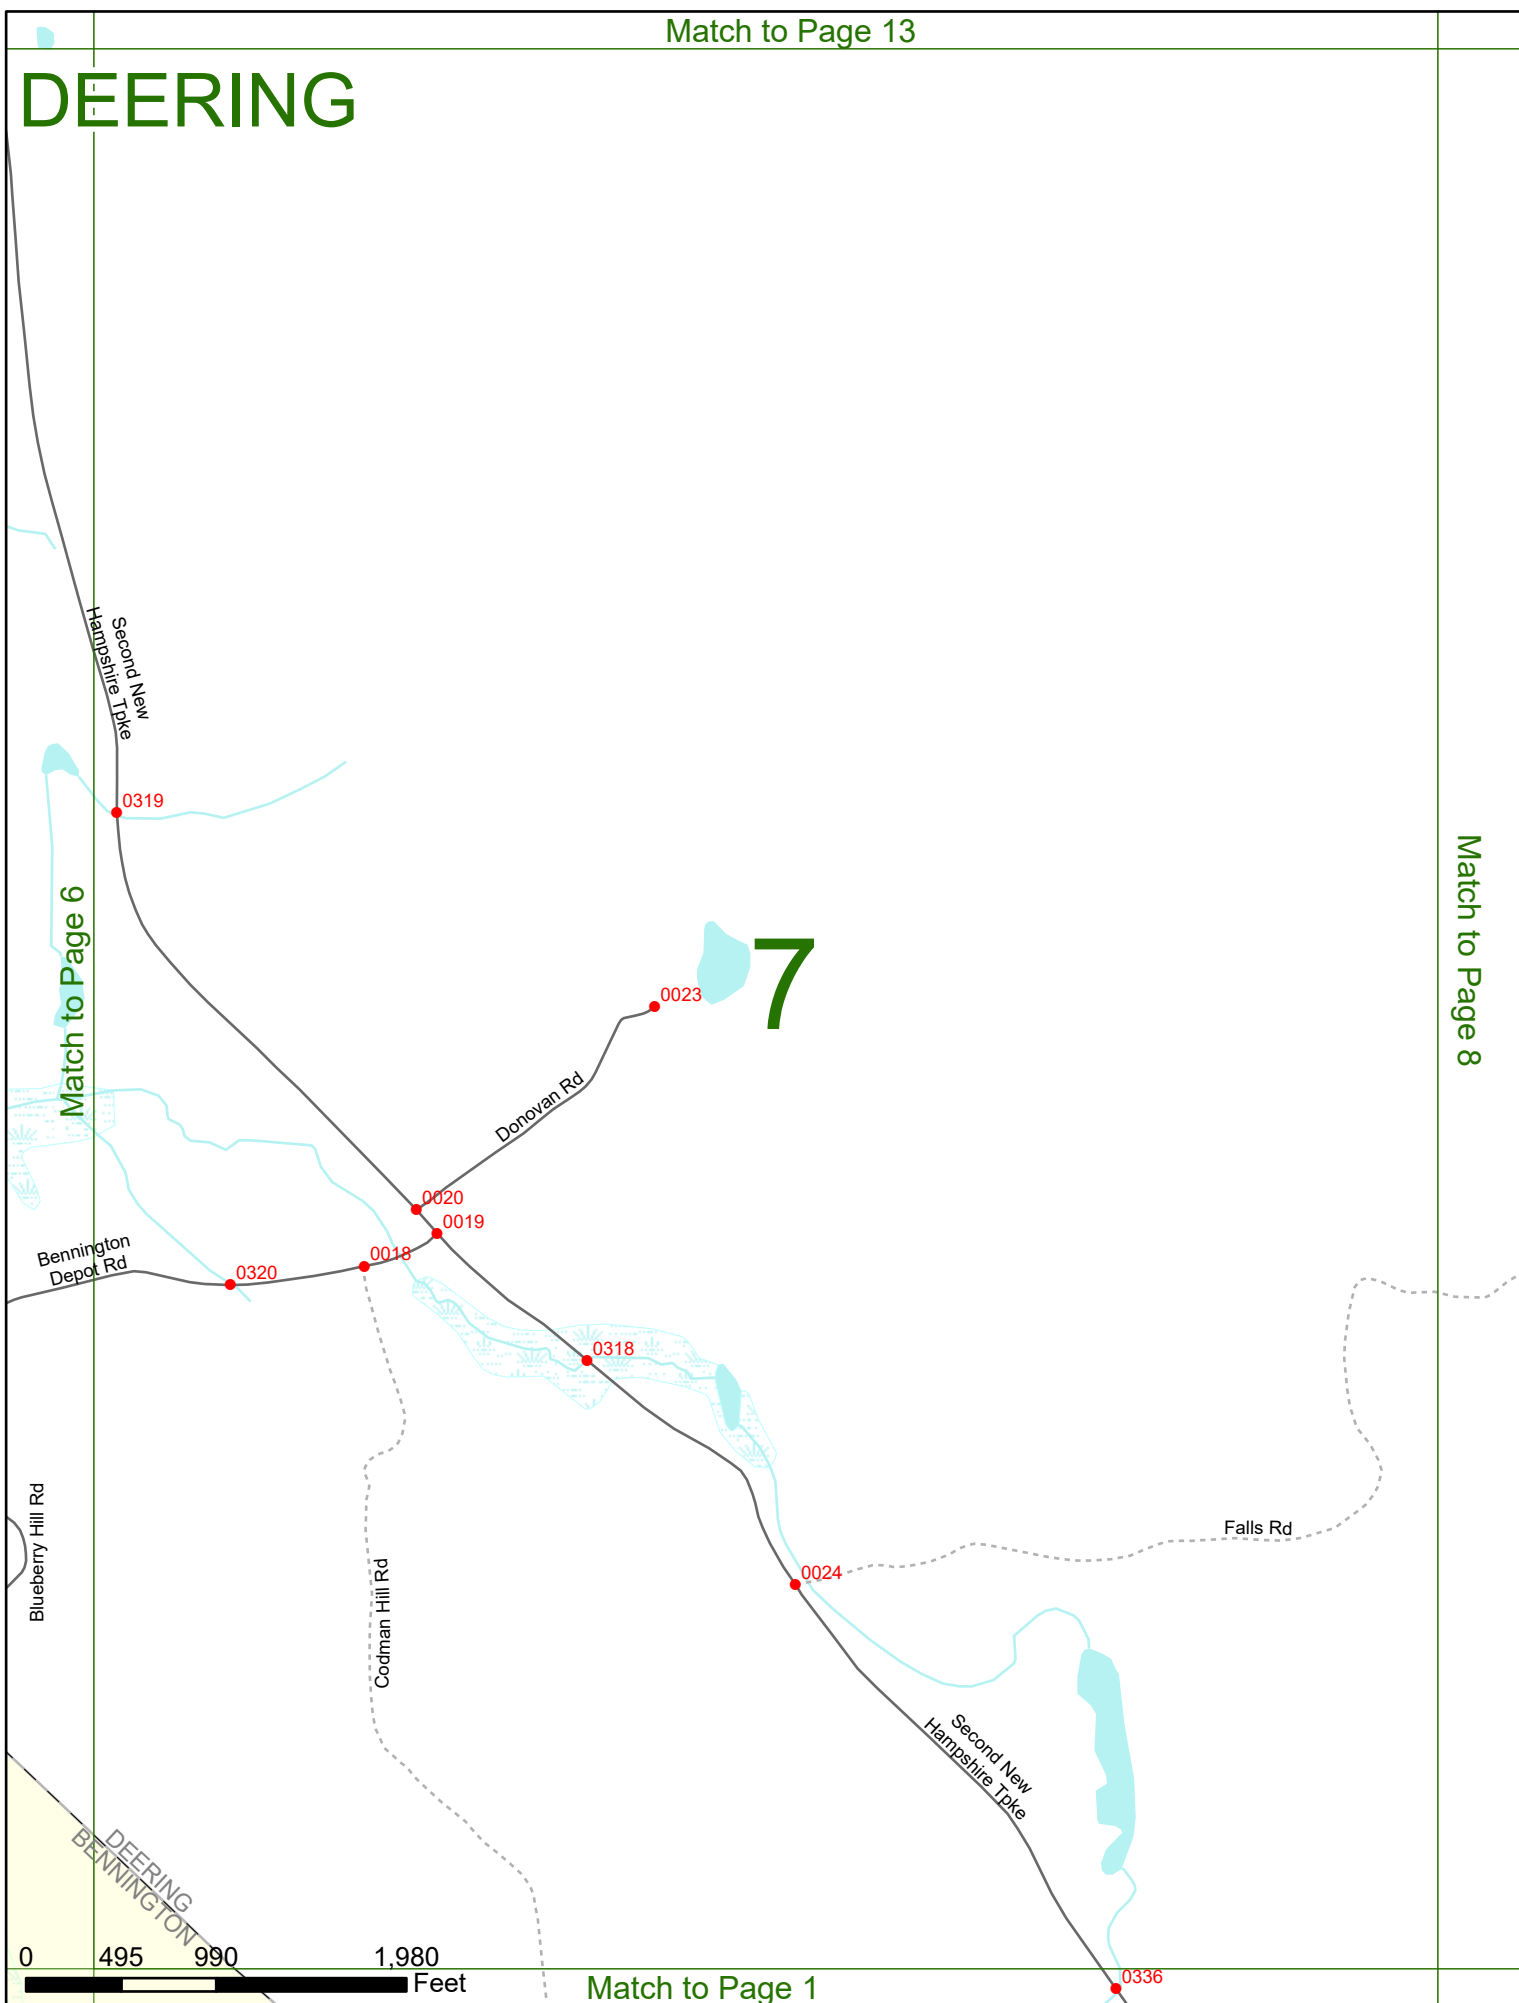 Match to Page 13
DEERING
Second New
Hampshire Tpke
0319
Match to Page 6
Match to Page 8
7
0023
Donovan Rd
0020
0019
0018
Bennington
Depot Rd
0320
0318
Blueberry Hill Rd
Codman Hill Rd
Falls Rd
0024
Second New
Hampshire Tpke
DEERING
BENNINGTON
0 495 990 1,980
Feet
Match to Page 1
0336